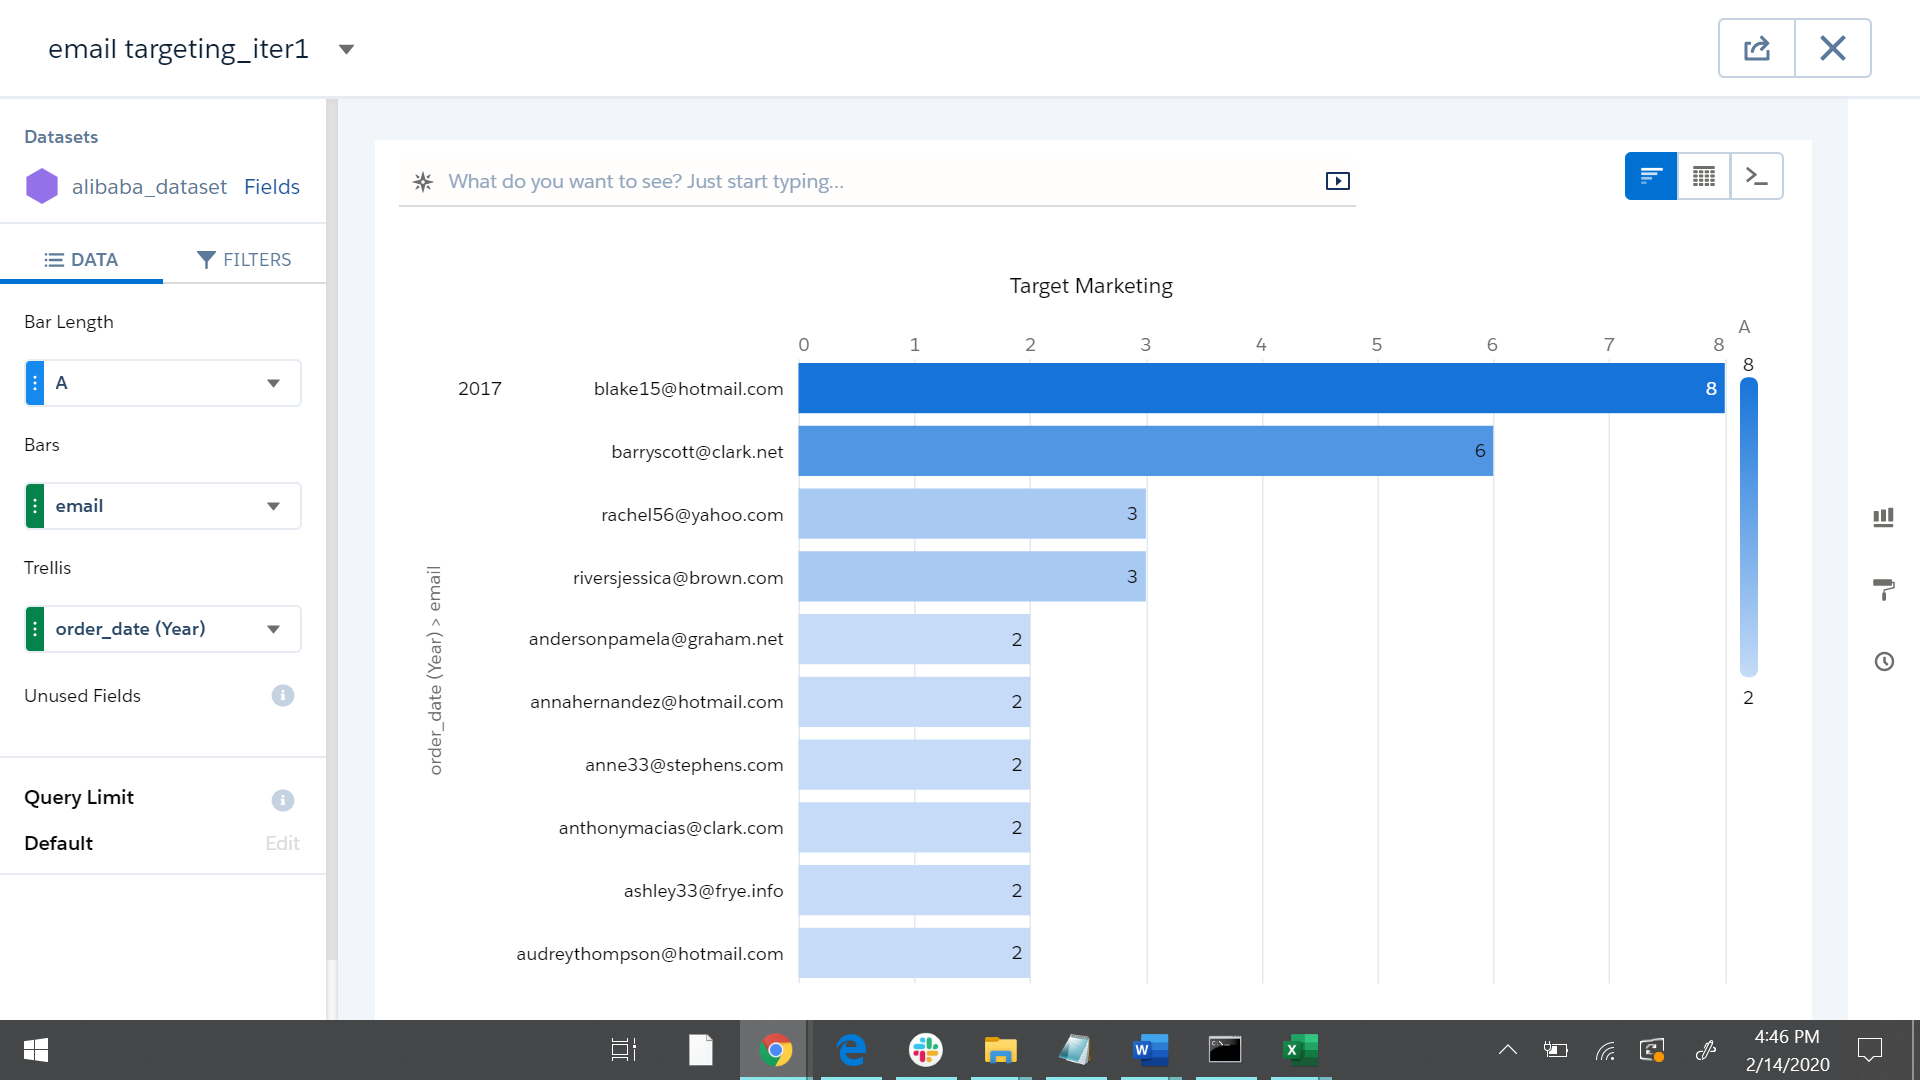 email targeting_iter1
Datasets
alibaba_dataset Fields
DATA FILTERS
Bar Length
A
Bars
email
Trellis
order_date (Year)
Unused Fields
Query Limit
Default Edit
What do you want to see? Just start typing...
Target Marketing
0 1 2 3 4 5 6 7 8
order_date (Year) > email
2017 blake15@hotmail.com 8
barryscott@clark.net 6
rachel56@yahoo.com 3
riversjessica@brown.com 3
andersonpamela@graham.net 2
annahernandez@hotmail.com 2
anne33@stephens.com 2
anthonymacias@clark.com 2
ashley33@frye.info 2
audreythompson@hotmail.com 2
A
8
2
4:46 PM
2/14/2020